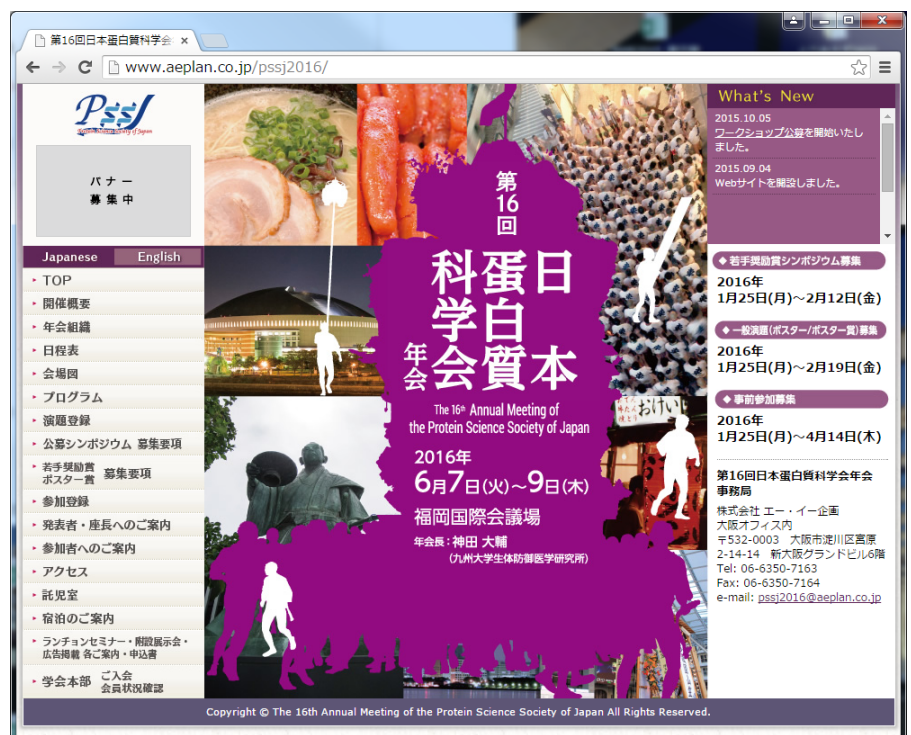 第16回日本蛋白質科学会
www.aeplan.co.jp/pssj2016/
PSSJ
Protein Science Society of Japan
バナー
募集中
Japanese English
TOP
開催概要
年会組織
日程表
会場図
プログラム
演題登録
公募シンポジウム 募集要項
若手奨励賞
ポスター賞 募集要項
参加登録
発表者・座長へのご案内
参加者へのご案内
アクセス
託児室
宿泊のご案内
ランチョンセミナー・附設展示会・
広告掲載 各ご案内・申込書
学会本部 ご入会
会員状況確認
第16回
日本
蛋白質
科学会
年会
The 16th Annual Meeting of
the Protein Science Society of Japan
2016年
6月7日(火)～9日(木)
福岡国際会議場
年会長：神田 大輔
(九州大学生体防御医学研究所)
おけい
What's New
2015.10.05
ワークショップ公募を開始いたし
ました。
2015.09.04
Webサイトを開設しました。
◆ 若手奨励賞シンポジウム募集
2016年
1月25日(月)～2月12日(金)
◆ 一般演題(ポスター/ポスター賞)募集
2016年
1月25日(月)～2月19日(金)
◆ 事前参加募集
2016年
1月25日(月)～4月14日(木)
第16回日本蛋白質科学会年会
事務局
株式会社 エー・イー企画
大阪オフィス内
〒532-0003 大阪市淀川区宮原
2-14-14 新大阪グランドビル6階
Tel: 06-6350-7163
Fax: 06-6350-7164
e-mail: pssj2016@aeplan.co.jp
Copyright © The 16th Annual Meeting of the Protein Science Society of Japan All Rights Reserved.